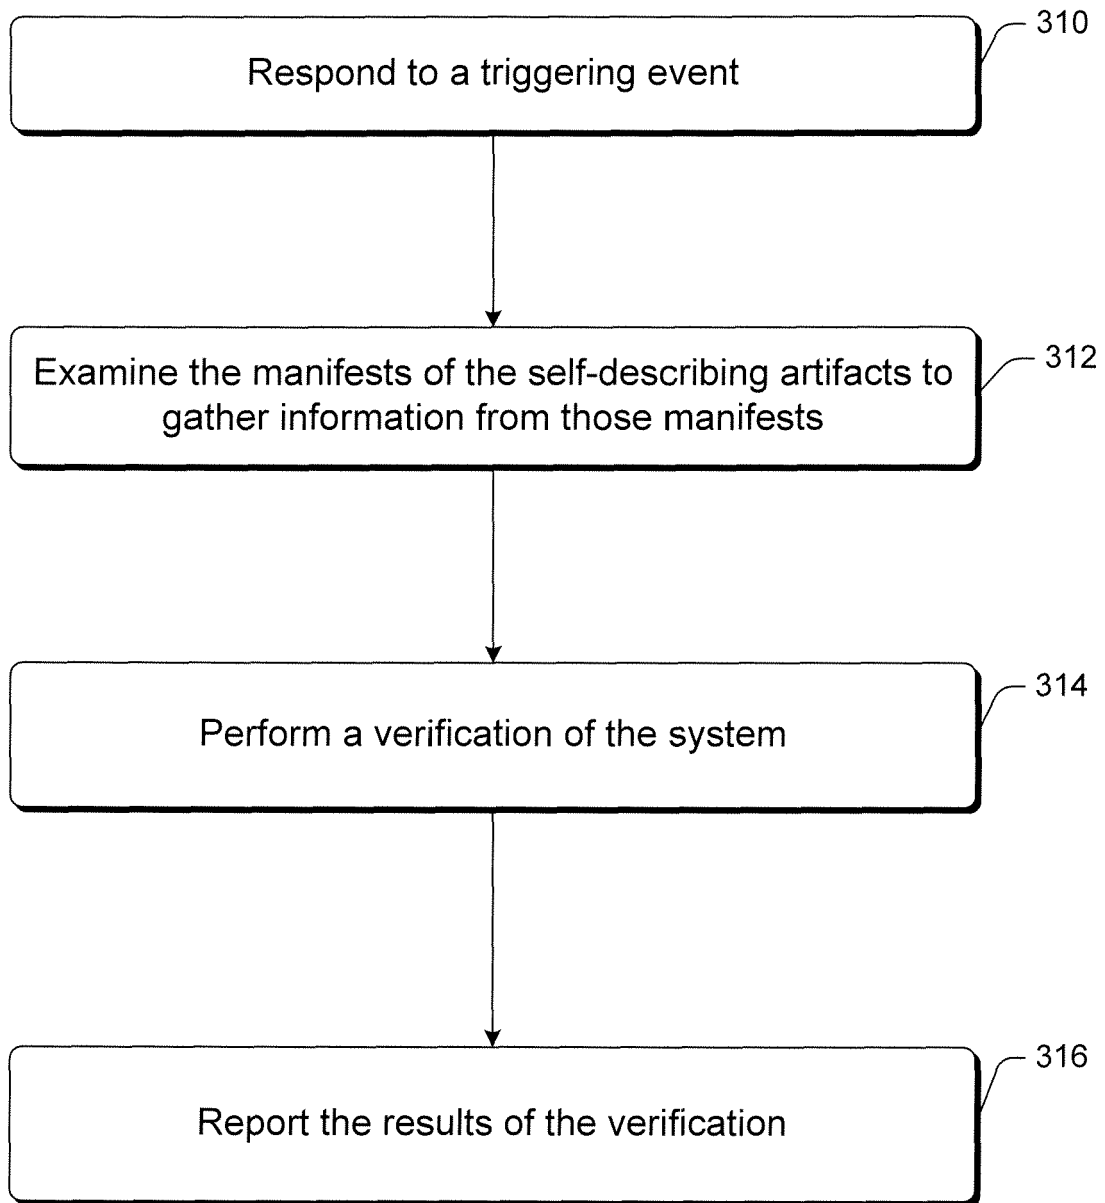 310
Respond to a triggering event
312
Examine the manifests of the self-describing artifacts to
gather information from those manifests
314
Perform a verification of the system
316
Report the results of the verification